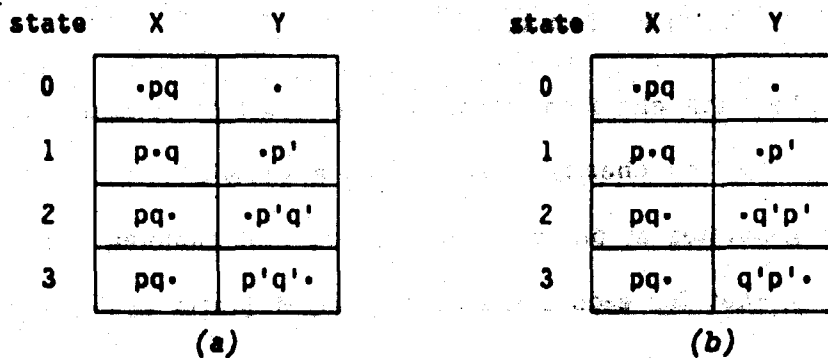 state X Y
0 •pq •
1 p•q •p'
2 pq• •p'q'
3 pq• p'q'•
(a)
state X Y
0 •pq •
1 p•q •p'
2 pq• •q'p'
3 pq• q'p'•
(b)